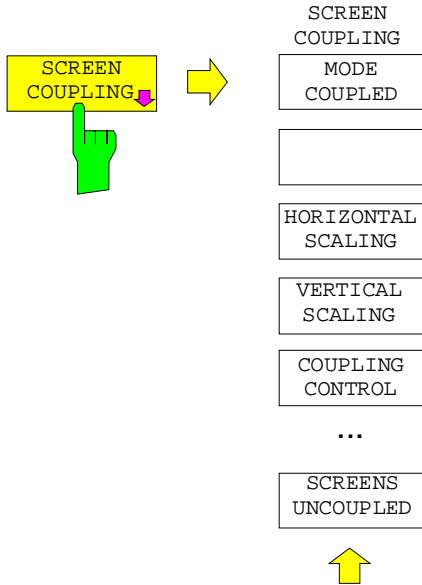 SCREEN
COUPLING
SCREEN
COUPLING
MODE
COUPLED
HORIZONTAL
SCALING
VERTICAL
SCALING
COUPLING
CONTROL
...
SCREENS
UNCOUPLED